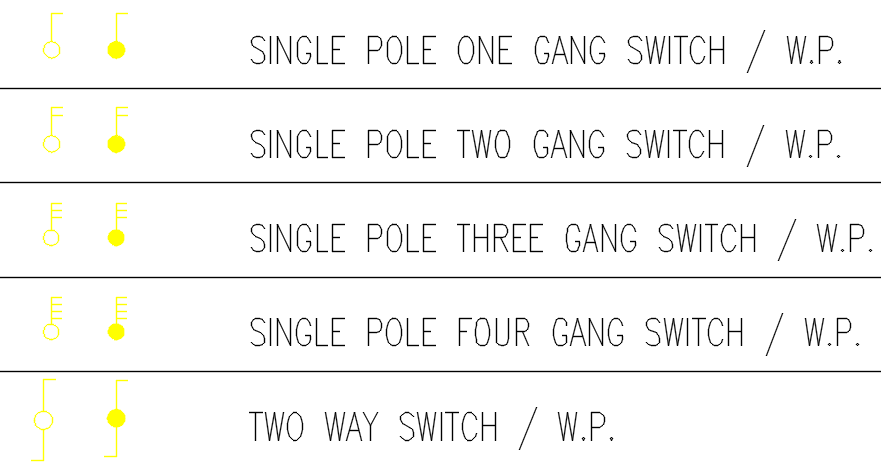 SINGLE POLE ONE GANG SWITCH / W.P.
SINGLE POLE TWO GANG SWITCH / W.P.
SINGLE POLE THREE GANG SWITCH / W.P.
SINGLE POLE FOUR GANG SWITCH / W.P.
TWO WAY SWITCH / W.P.